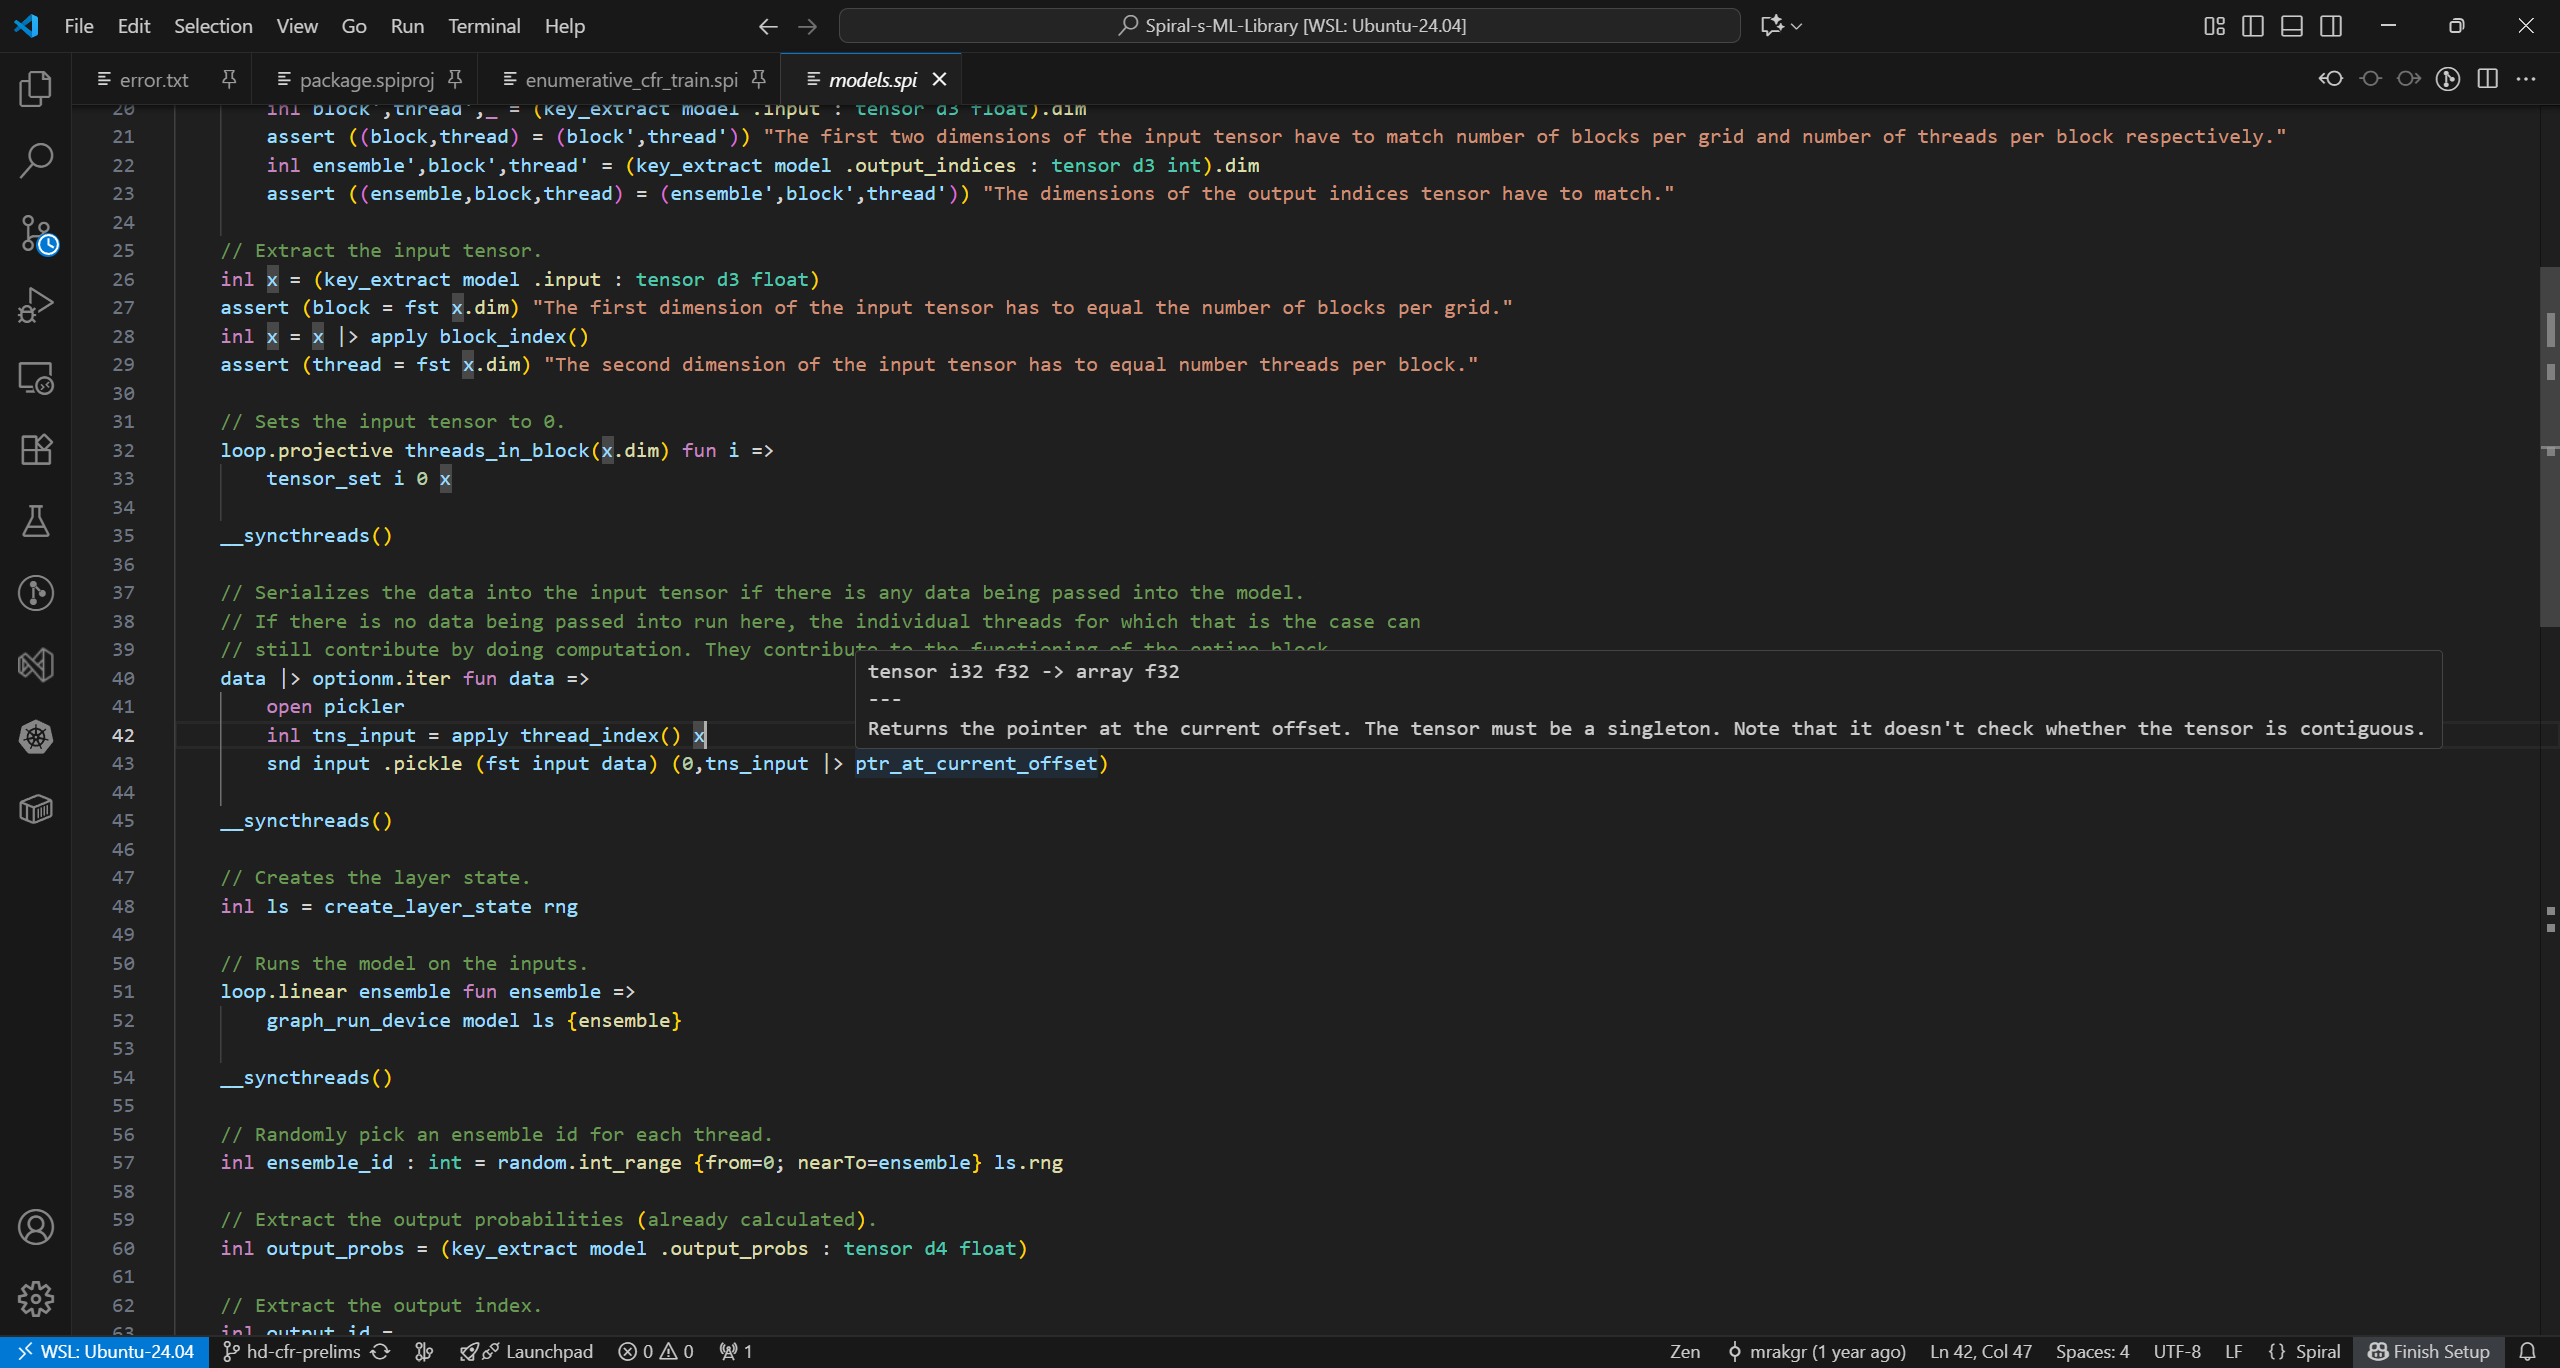 File Edit Selection View Go Run Terminal Help
Spiral-s-ML-Library [WSL: Ubuntu-24.04]
error.txt package.spiproj enumerative_cfr_train.spi models.spi
20 inl block',thread',_ = (key_extract model .input : tensor d3 float).dim
21 assert ((block,thread) = (block',thread')) "The first two dimensions of the input tensor have to match number of blocks per grid and number of threads per block respectively."
22 inl ensemble',block',thread' = (key_extract model .output_indices : tensor d3 int).dim
23 assert ((ensemble,block,thread) = (ensemble',block',thread')) "The dimensions of the output indices tensor have to match."
24
25 // Extract the input tensor.
26 inl x = (key_extract model .input : tensor d3 float)
27 assert (block = fst x.dim) "The first dimension of the input tensor has to equal the number of blocks per grid."
28 inl x = x |> apply block_index()
29 assert (thread = fst x.dim) "The second dimension of the input tensor has to equal number threads per block."
30
31 // Sets the input tensor to 0.
32 loop.projective threads_in_block(x.dim) fun i =>
33 tensor_set i 0 x
34
35 __syncthreads()
36
37 // Serializes the data into the input tensor if there is any data being passed into the model.
38 // If there is no data being passed into run here, the individual threads for which that is the case can
39 // still contribute by doing computation. They contribute to the functioning of the entire block.
tensor i32 f32 -> array f32
---
Returns the pointer at the current offset. The tensor must be a singleton. Note that it doesn't check whether the tensor is contiguous.
40 data |> optionm.iter fun data =>
41 open pickler
42 inl tns_input = apply thread_index() x
43 snd input .pickle (fst input data) (0,tns_input |> ptr_at_current_offset)
44
45 __syncthreads()
46
47 // Creates the layer state.
48 inl ls = create_layer_state rng
49
50 // Runs the model on the inputs.
51 loop.linear ensemble fun ensemble =>
52 graph_run_device model ls {ensemble}
53
54 __syncthreads()
55
56 // Randomly pick an ensemble id for each thread.
57 inl ensemble_id : int = random.int_range {from=0; nearTo=ensemble} ls.rng
58
59 // Extract the output probabilities (already calculated).
60 inl output_probs = (key_extract model .output_probs : tensor d4 float)
61
62 // Extract the output index.
63 inl output_id =
WSL: Ubuntu-24.04 hd-cfr-prelims Launchpad 0 0 1 Zen mrakgr (1 year ago) Ln 42, Col 47 Spaces: 4 UTF-8 LF {} Spiral Finish Setup